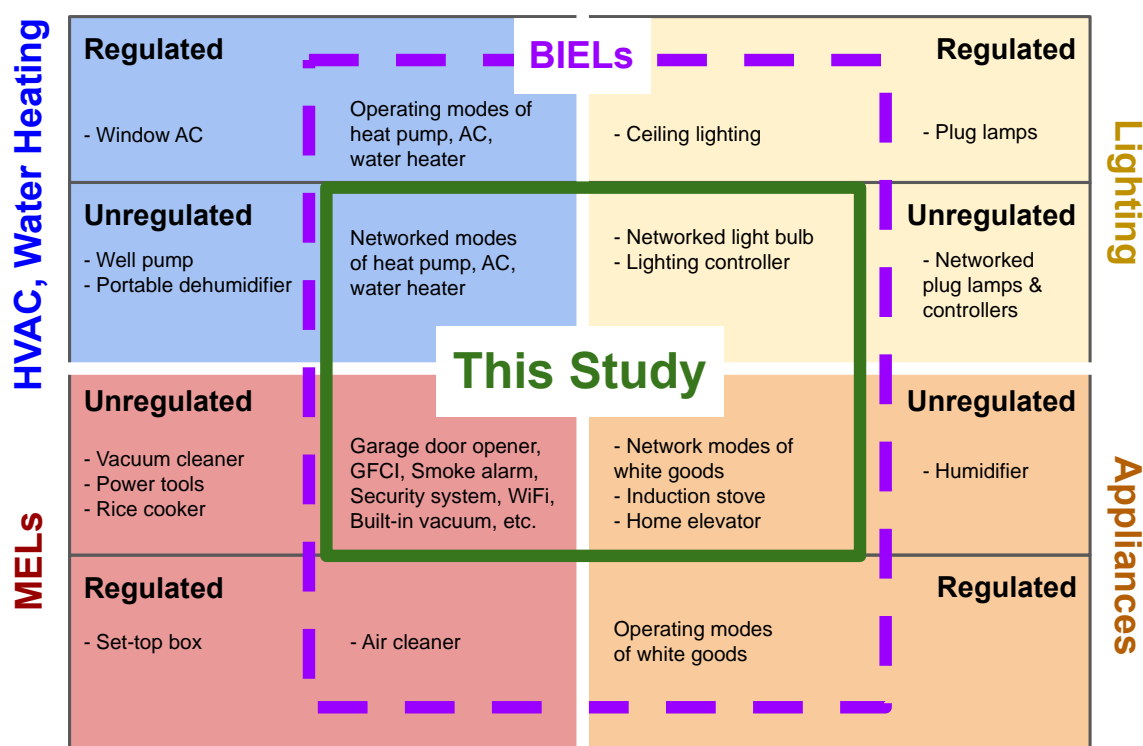 HVAC, Water Heating
MELs
Lighting
Appliances
BIELs
This Study
Regulated
- Window AC
Operating modes of
heat pump, AC,
water heater
- Ceiling lighting
Regulated
- Plug lamps
Unregulated
- Well pump
- Portable dehumidifier
Networked modes
of heat pump, AC,
water heater
- Networked light bulb
- Lighting controller
Unregulated
- Networked
plug lamps &
controllers
Unregulated
- Vacuum cleaner
- Power tools
- Rice cooker
Garage door opener,
GFCI, Smoke alarm,
Security system, WiFi,
Built-in vacuum, etc.
- Network modes of
white goods
- Induction stove
- Home elevator
Unregulated
- Humidifier
Regulated
- Set-top box
- Air cleaner
Operating modes
of white goods
Regulated